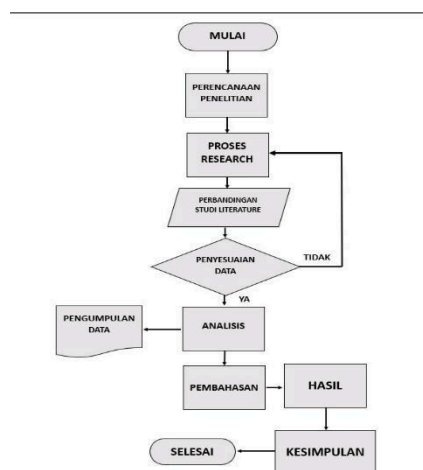 MULAI
PERENCANAAN
PENELITIAN
PROSES
RESEARCH
PERBANDINGAN
STUDI LITERATURE
PENYESUAIAN
DATA
TIDAK
YA
PENGUMPULAN
DATA
ANALISIS
PEMBAHASAN
HASIL
SELESAI
KESIMPULAN